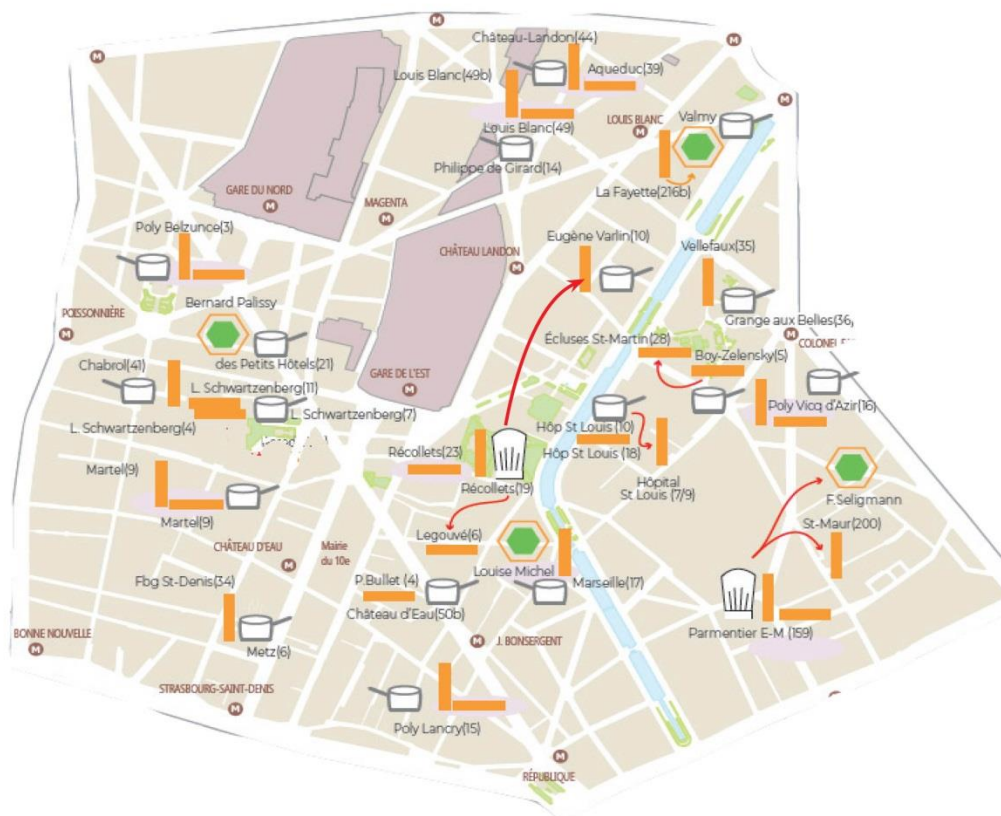 Château-Landon(44)
Louis Blanc(49b)
Aqueduc(39)
Louis Blanc(49)
LOUIS BLANC
Valmy
Philippe de Girard(14)
La Fayette(216b)
GARE DU NORD
MAGENTA
Poly Belzunce(3)
CHÂTEAU LANDON
Eugène Varlin(10)
Vellefaux(35)
POISSONNIÈRE
Bernard Palissy
Grange aux Belles(36,
Écluses St-Martin(28)
COLONEL
Chabrol(41)
des Petits Hôtels(21)
Boy-Zelensky(5)
GARE DE L'EST
L. Schwartzenberg(11)
L. Schwartzenberg(7)
Poly Vicq d'Azir(16)
L. Schwartzenberg(4)
Hôp St Louis (10)
Récollets(23)
Hôp St Louis (18)
Martel(9)
Hôpital
St Louis (7/9)
Récollets(19)
F.Seligmann
Martel(9)
St-Maur(200)
Legouvé(6)
CHÂTEAU D'EAU
Mairie
du 10e
Louise Michel
Fbg St-Denis(34)
P.Bullet (4)
Marseille(17)
Château d'Eau(50b)
BONNE NOUVELLE
Metz(6)
J. BONSERGENT
Parmentier E-M (159)
STRASBOURG-SAINT-DENIS
Poly Lancry(15)
RÉPUBLIQUE